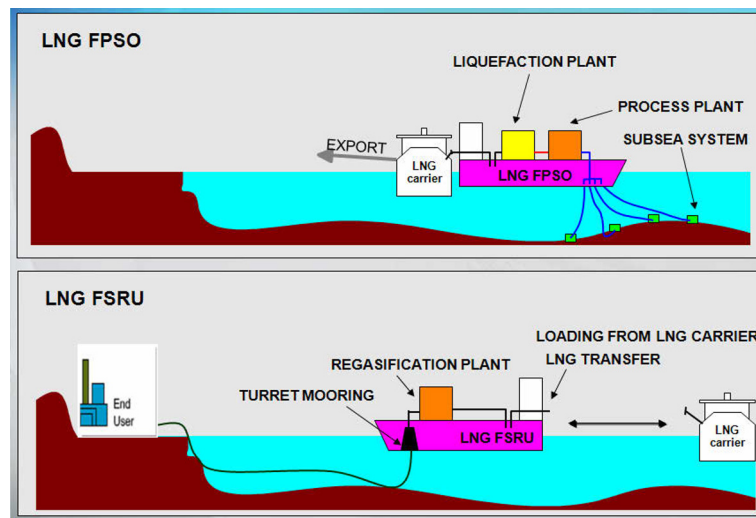 LNG FPSO
LIQUEFACTION PLANT
PROCESS PLANT
SUBSEA SYSTEM
EXPORT
LNG
carrier
LNG FPSO
LNG FSRU
LOADING FROM LNG CARRIER
LNG TRANSFER
REGASIFICATION PLANT
TURRET MOORING
End
User
LNG FSRU
LNG
carrier